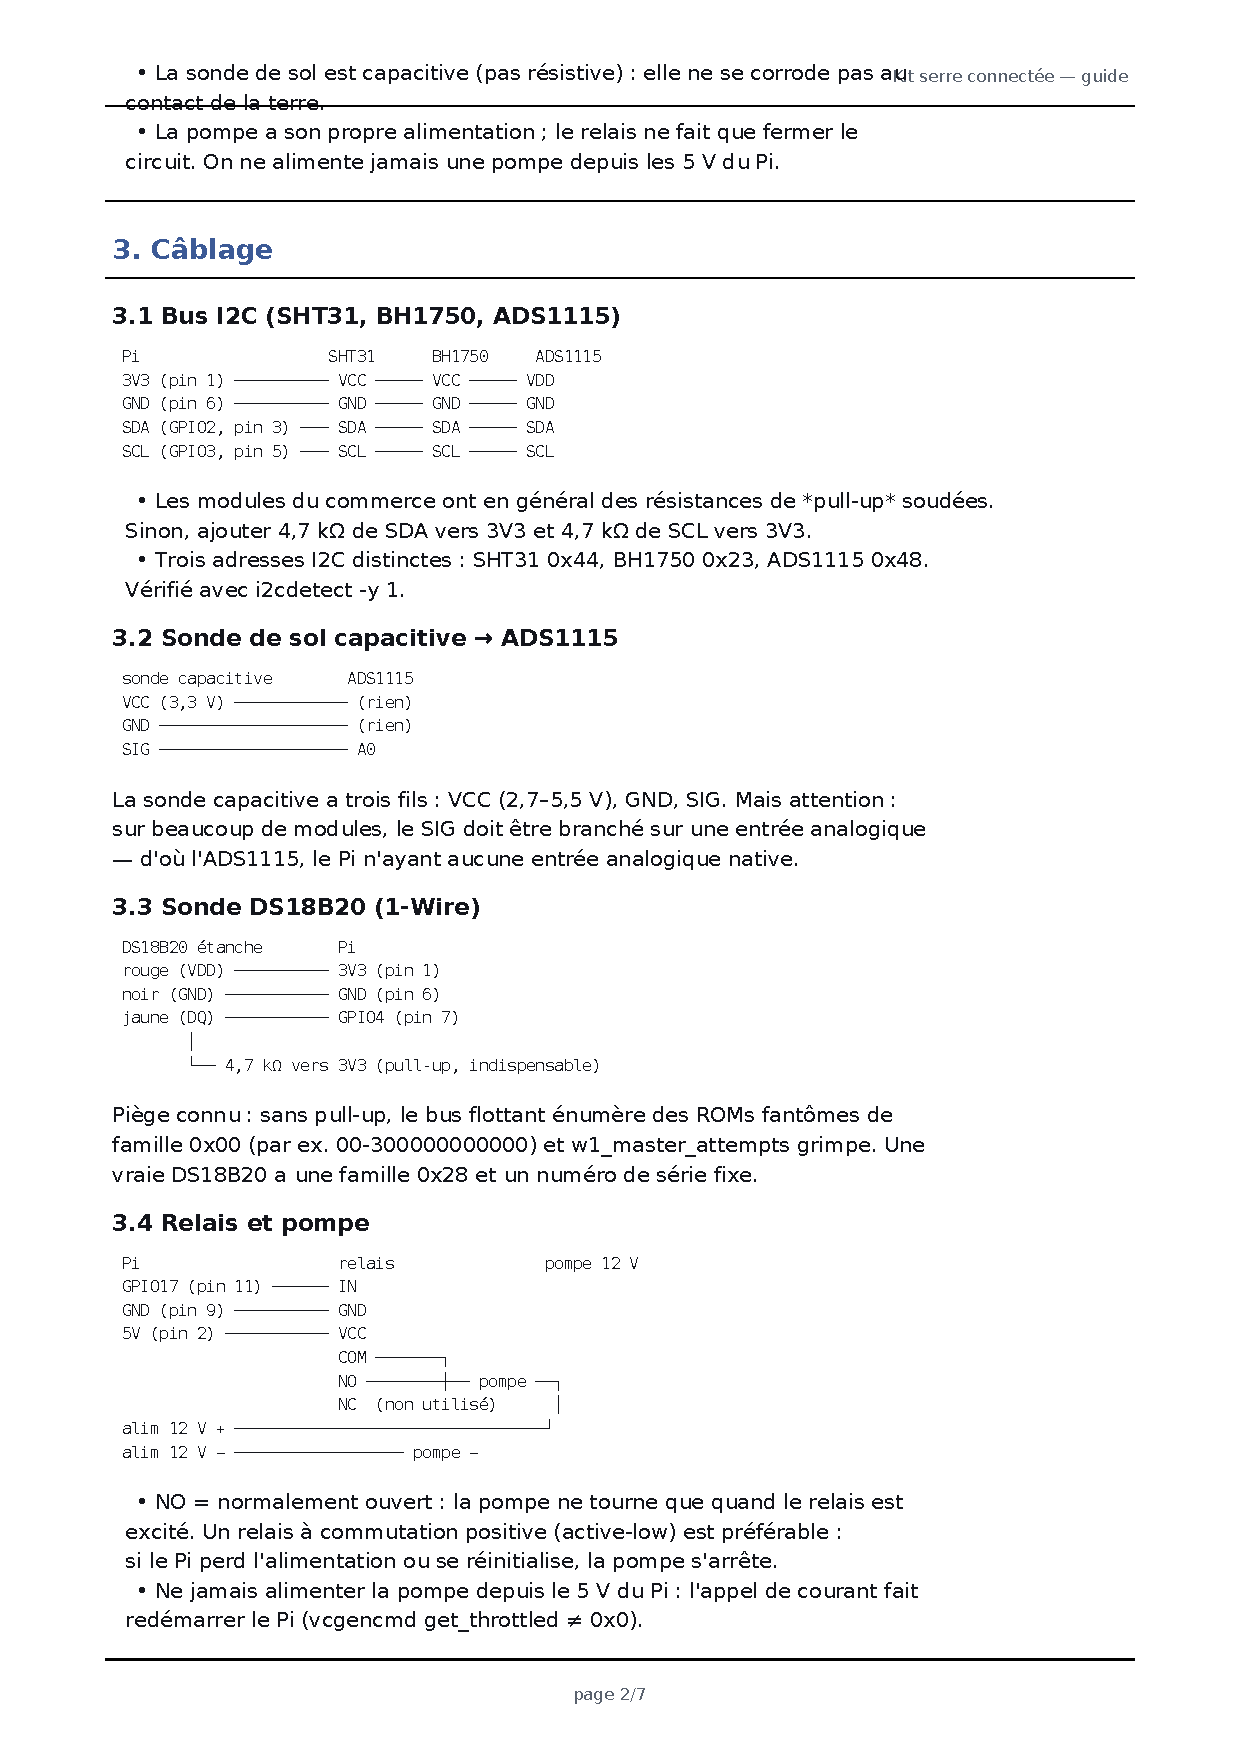 • La sonde de sol est capacitive (pas résistive) : elle ne se corrode pas au
Kit serre connectée — guide
contact de la terre.
• La pompe a son propre alimentation ; le relais ne fait que fermer le
circuit. On ne alimente jamais une pompe depuis les 5 V du Pi.
3. Câblage
3.1 Bus I2C (SHT31, BH1750, ADS1115)
Pi                    SHT31      BH1750     ADS1115
3V3 (pin 1) ────────── VCC ───── VCC ───── VDD
GND (pin 6) ────────── GND ───── GND ───── GND
SDA (GPIO2, pin 3) ─── SDA ───── SDA ───── SDA
SCL (GPIO3, pin 5) ─── SCL ───── SCL ───── SCL
• Les modules du commerce ont en général des résistances de *pull-up* soudées.
Sinon, ajouter 4,7 kΩ de SDA vers 3V3 et 4,7 kΩ de SCL vers 3V3.
• Trois adresses I2C distinctes : SHT31 0x44, BH1750 0x23, ADS1115 0x48.
Vérifié avec i2cdetect -y 1.
3.2 Sonde de sol capacitive → ADS1115
sonde capacitive        ADS1115
VCC (3,3 V) ──────────── (rien)
GND ──────────────────── (rien)
SIG ──────────────────── A0
La sonde capacitive a trois fils : VCC (2,7–5,5 V), GND, SIG. Mais attention :
sur beaucoup de modules, le SIG doit être branché sur une entrée analogique
— d'où l'ADS1115, le Pi n'ayant aucune entrée analogique native.
3.3 Sonde DS18B20 (1-Wire)
DS18B20 étanche        Pi
rouge (VDD) ────────── 3V3 (pin 1)
noir (GND) ─────────── GND (pin 6)
jaune (DQ) ─────────── GPIO4 (pin 7)
│
└── 4,7 kΩ vers 3V3 (pull-up, indispensable)
Piège connu : sans pull-up, le bus flottant énumère des ROMs fantômes de
famille 0x00 (par ex. 00-300000000000) et w1_master_attempts grimpe. Une
vraie DS18B20 a une famille 0x28 et un numéro de série fixe.
3.4 Relais et pompe
Pi                     relais                pompe 12 V
GPIO17 (pin 11) ────── IN
GND (pin 9) ────────── GND
5V (pin 2) ─────────── VCC
COM ───────┐
NO ────────┼── pompe ──┐
NC  (non utilisé)      │
alim 12 V + ─────────────────────────────────┘
alim 12 V − ────────────────── pompe −
• NO = normalement ouvert : la pompe ne tourne que quand le relais est
excité. Un relais à commutation positive (active-low) est préférable :
si le Pi perd l'alimentation ou se réinitialise, la pompe s'arrête.
• Ne jamais alimenter la pompe depuis le 5 V du Pi : l'appel de courant fait
redémarrer le Pi (vcgencmd get_throttled ≠ 0x0).
page 2/7